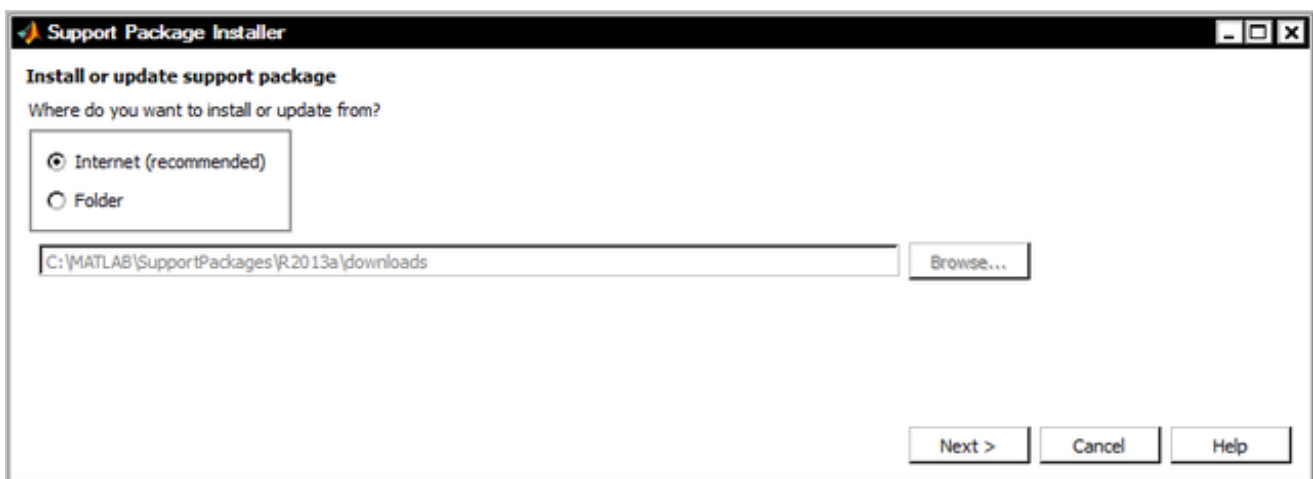 Support Package Installer
Install or update support package
Where do you want to install or update from?
Internet (recommended)
Folder
C:\MATLAB\SupportPackages\R2013a\downloads
Browse...
Next >
Cancel
Help